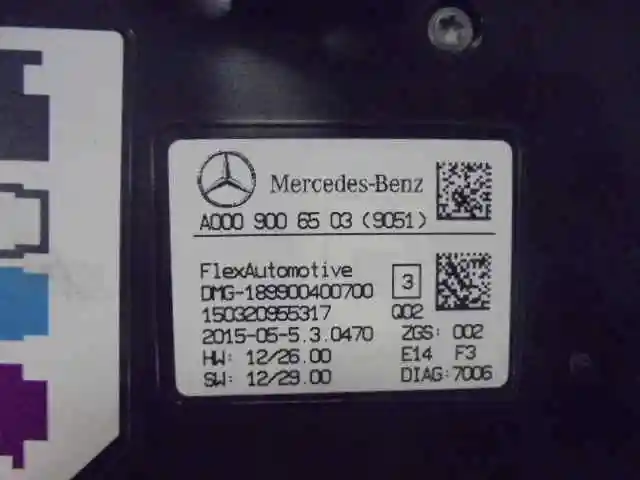 Mercedes-Benz
A000 900 65 03 (9051)
FlexAutomotive
DMG-189900400700
3
150320955317 Q02
2015-05-5.3.0470 ZGS: 002
HW: 12/26.00 E14 F3
SW: 12/29.00 DIAG:7006